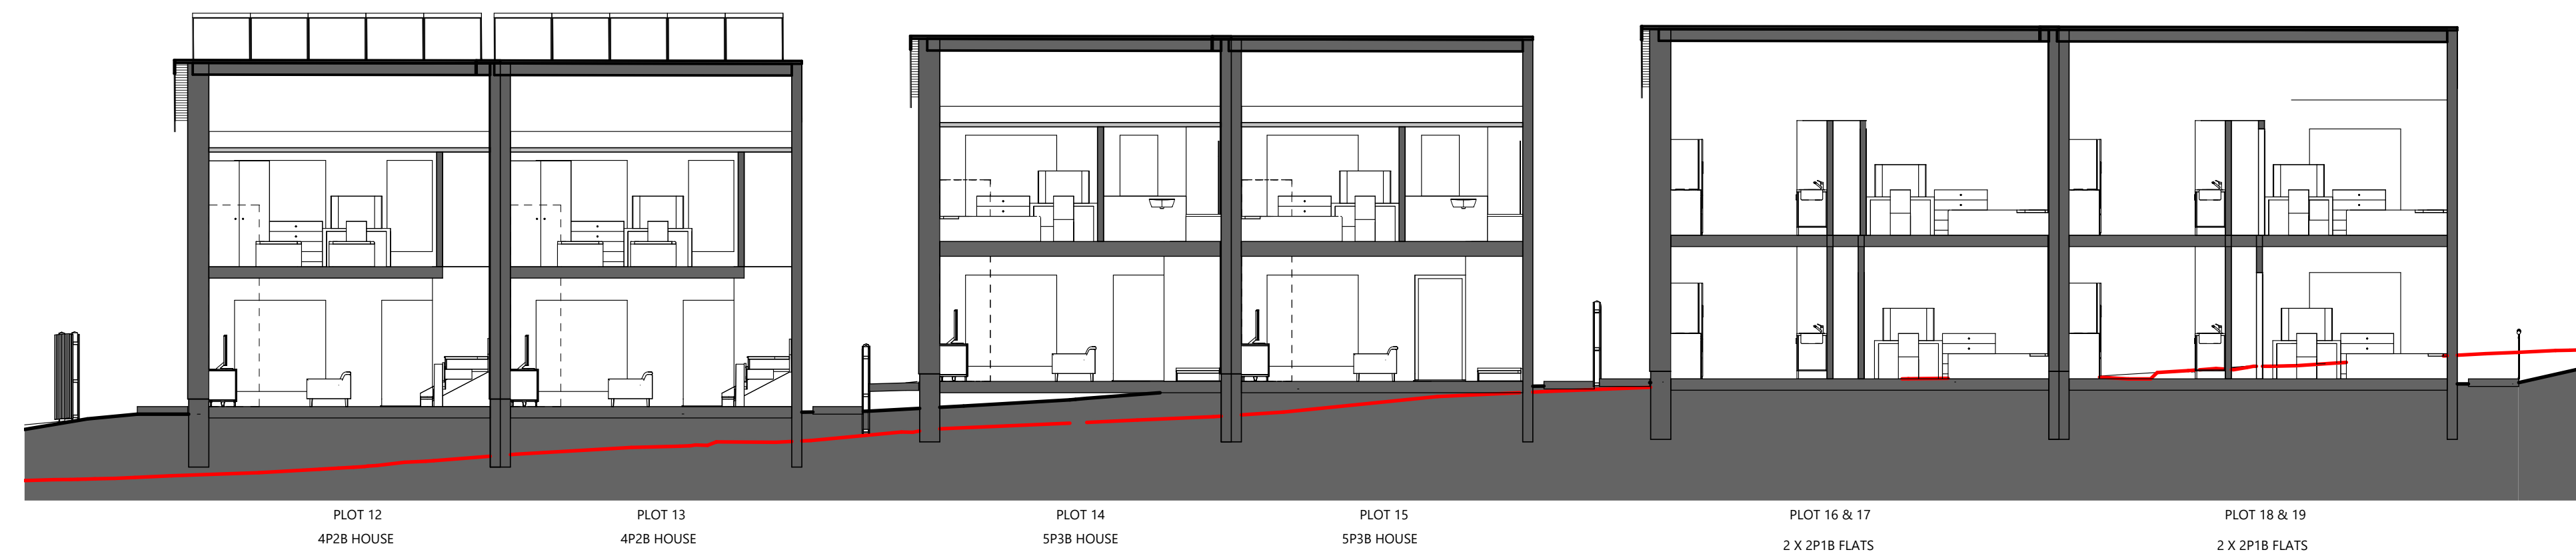 PLOT 12
4P2B HOUSE
PLOT 13
4P2B HOUSE
PLOT 14
5P3B HOUSE
PLOT 15
5P3B HOUSE
PLOT 16 & 17
2 X 2P1B FLATS
PLOT 18 & 19
2 X 2P1B FLATS